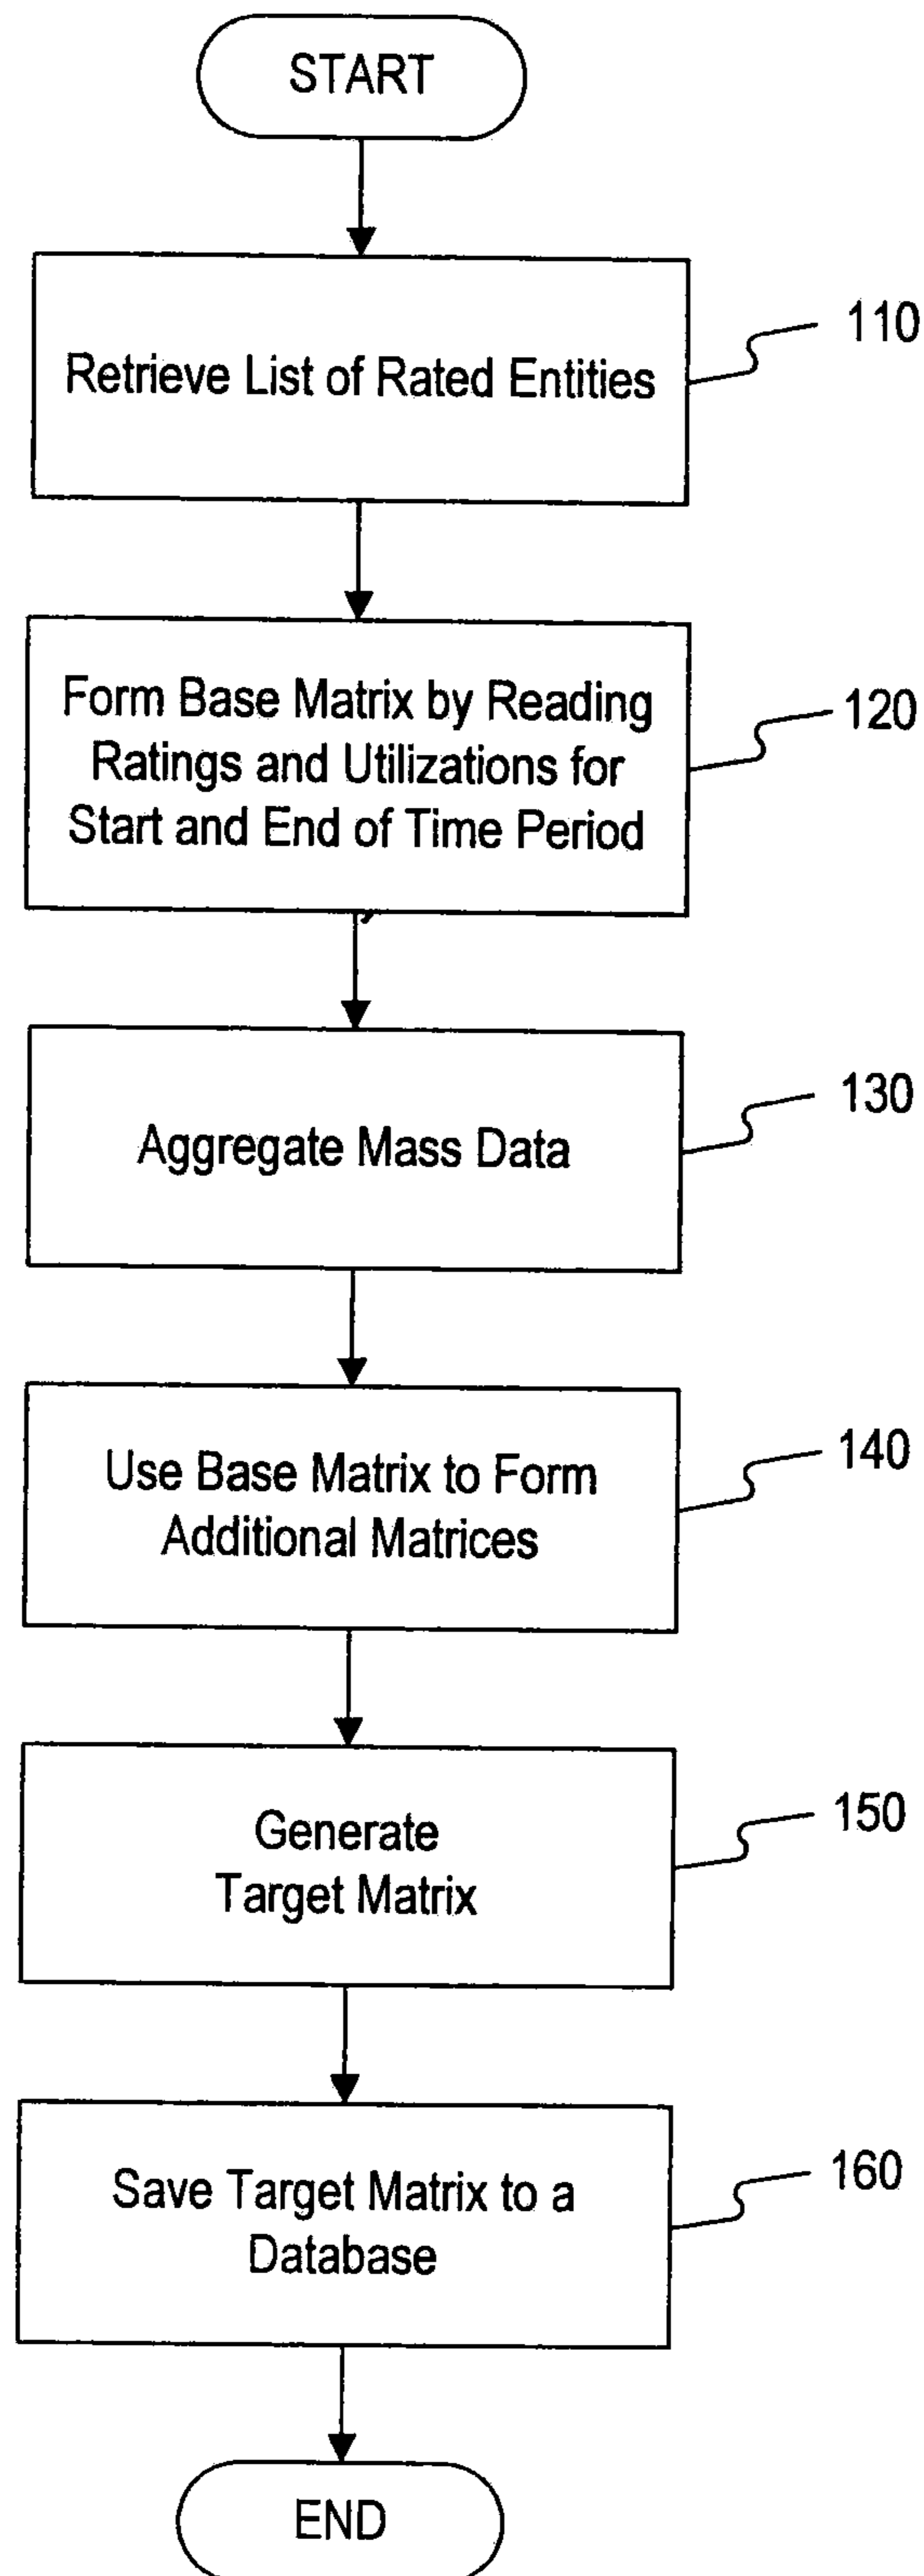 START
Retrieve List of Rated Entities
110
Form Base Matrix by Reading
Ratings and Utilizations for
Start and End of Time Period
120
Aggregate Mass Data
130
Use Base Matrix to Form
Additional Matrices
140
Generate
Target Matrix
150
Save Target Matrix to a
Database
160
END